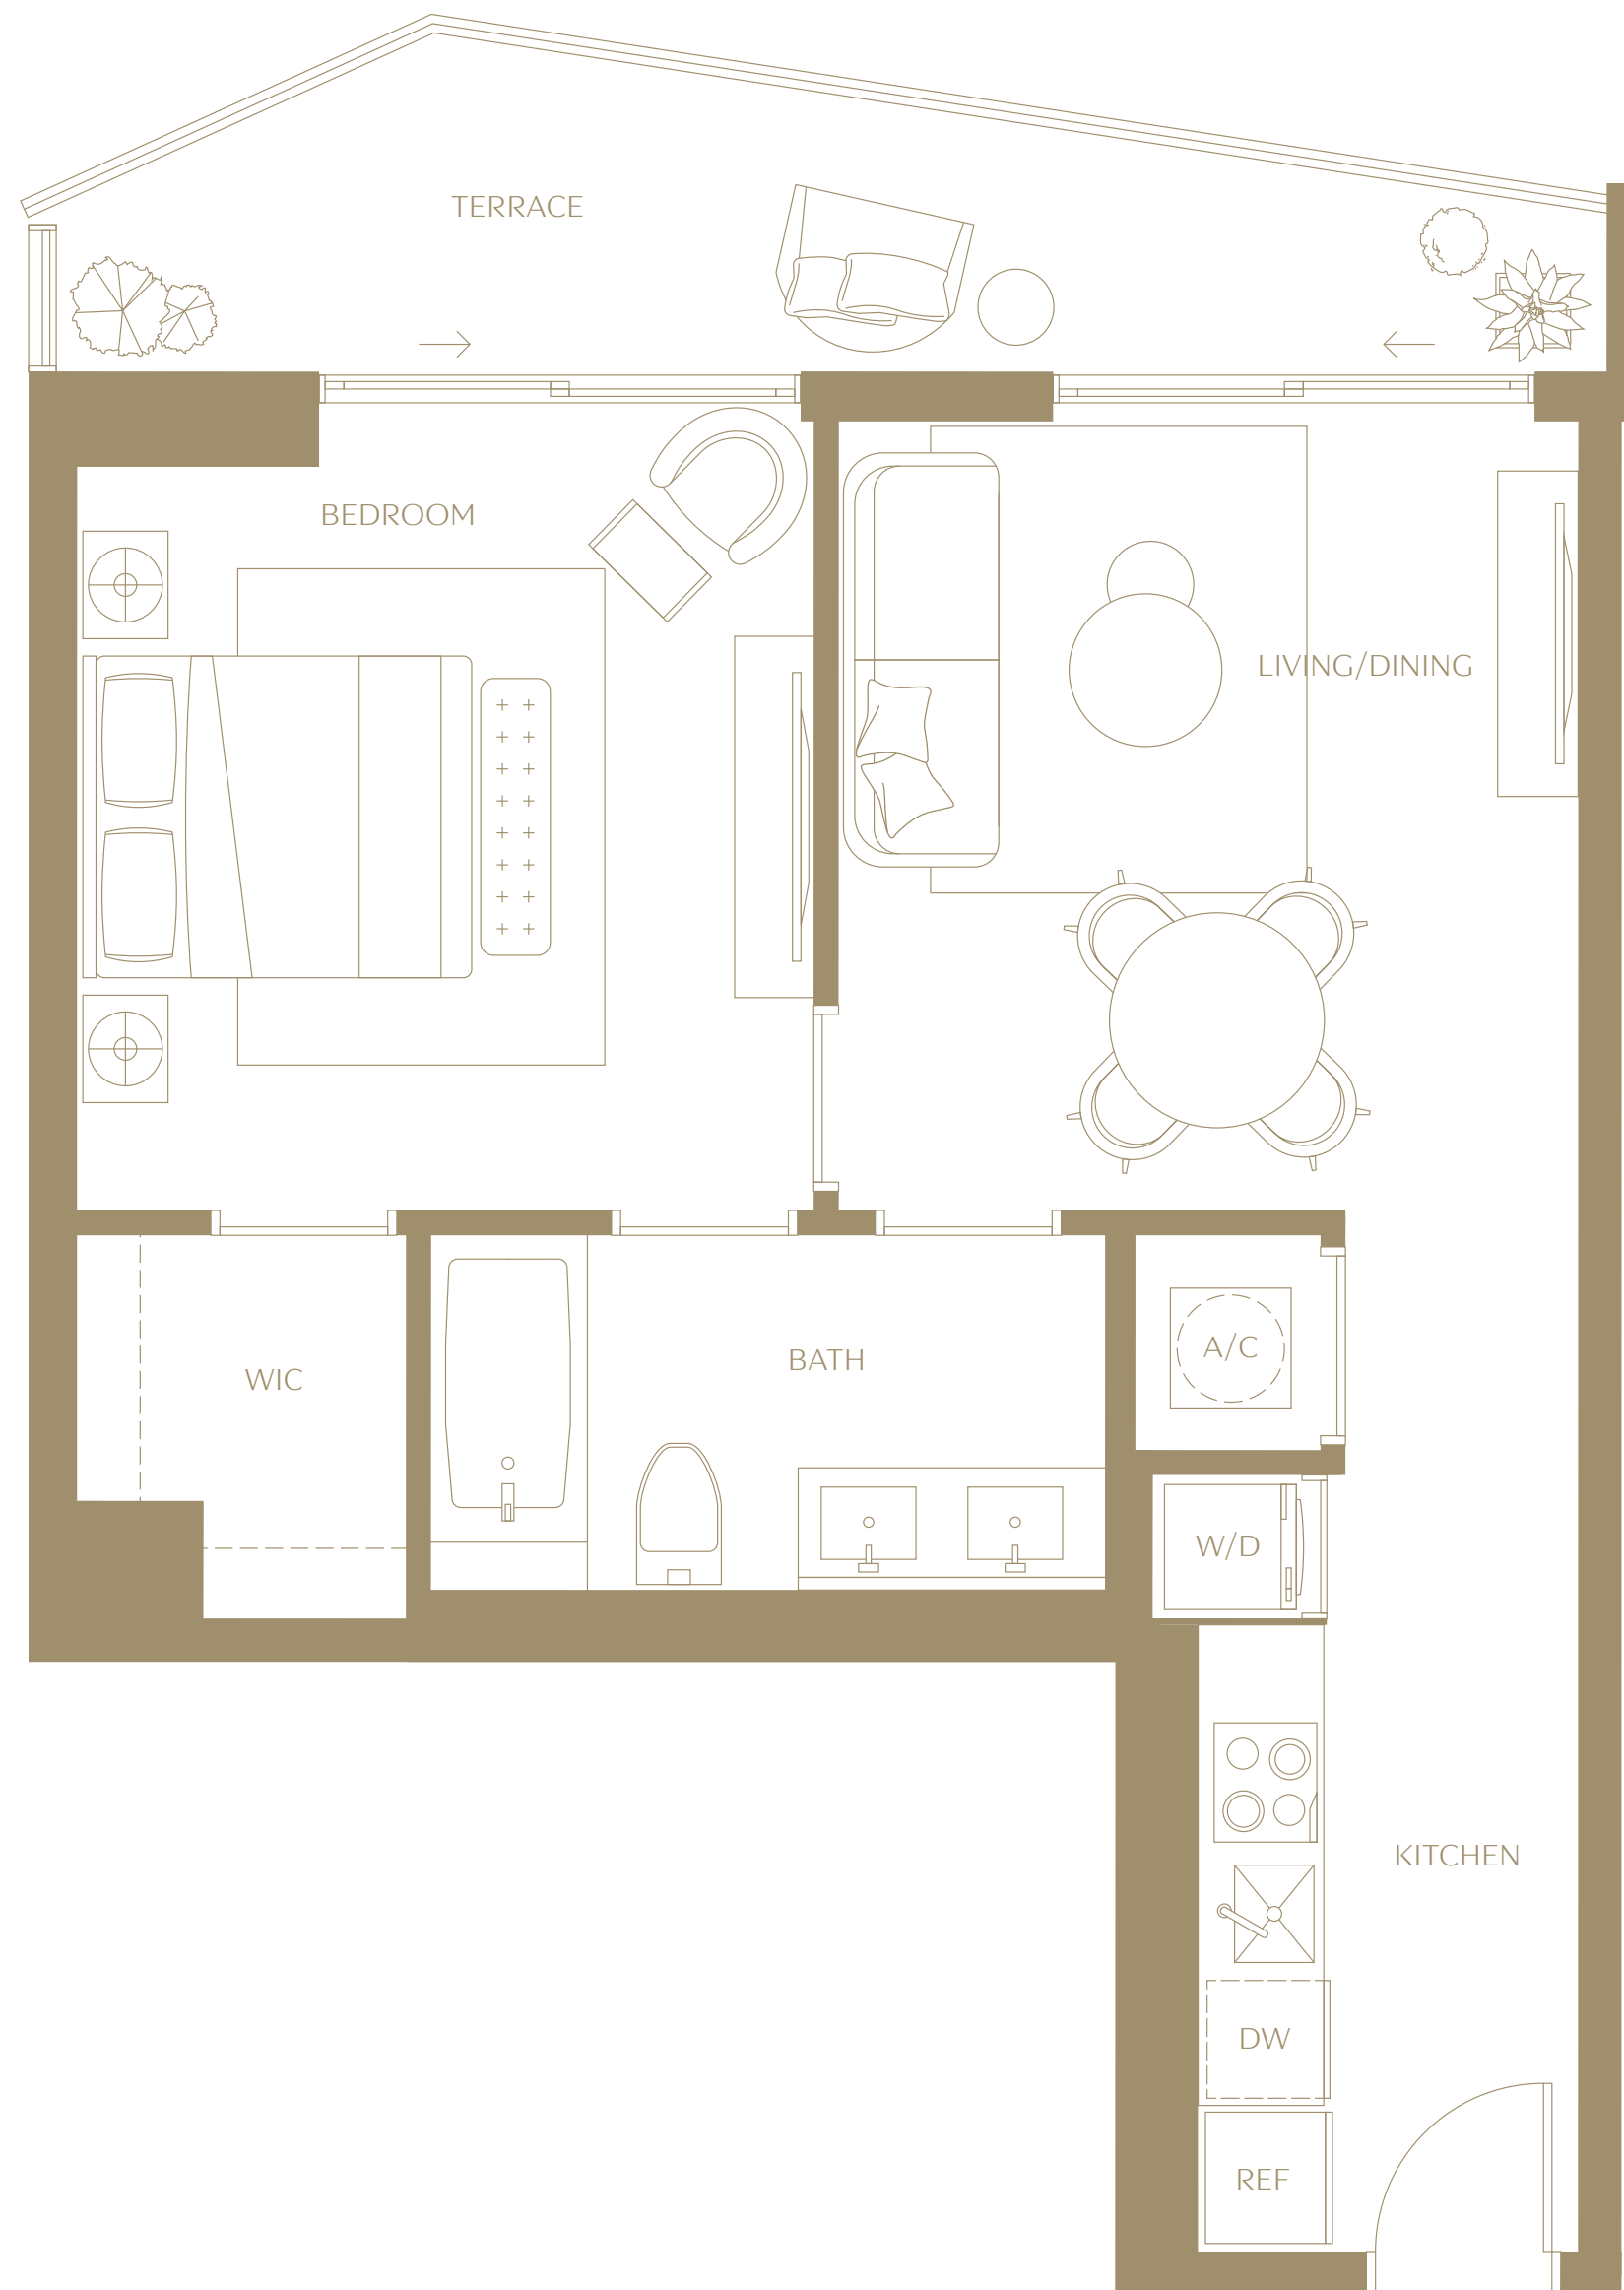 TERRACE
BEDROOM
LIVING/DINING
A/C
BATH
WIC
W/D
KITCHEN
DW
REF